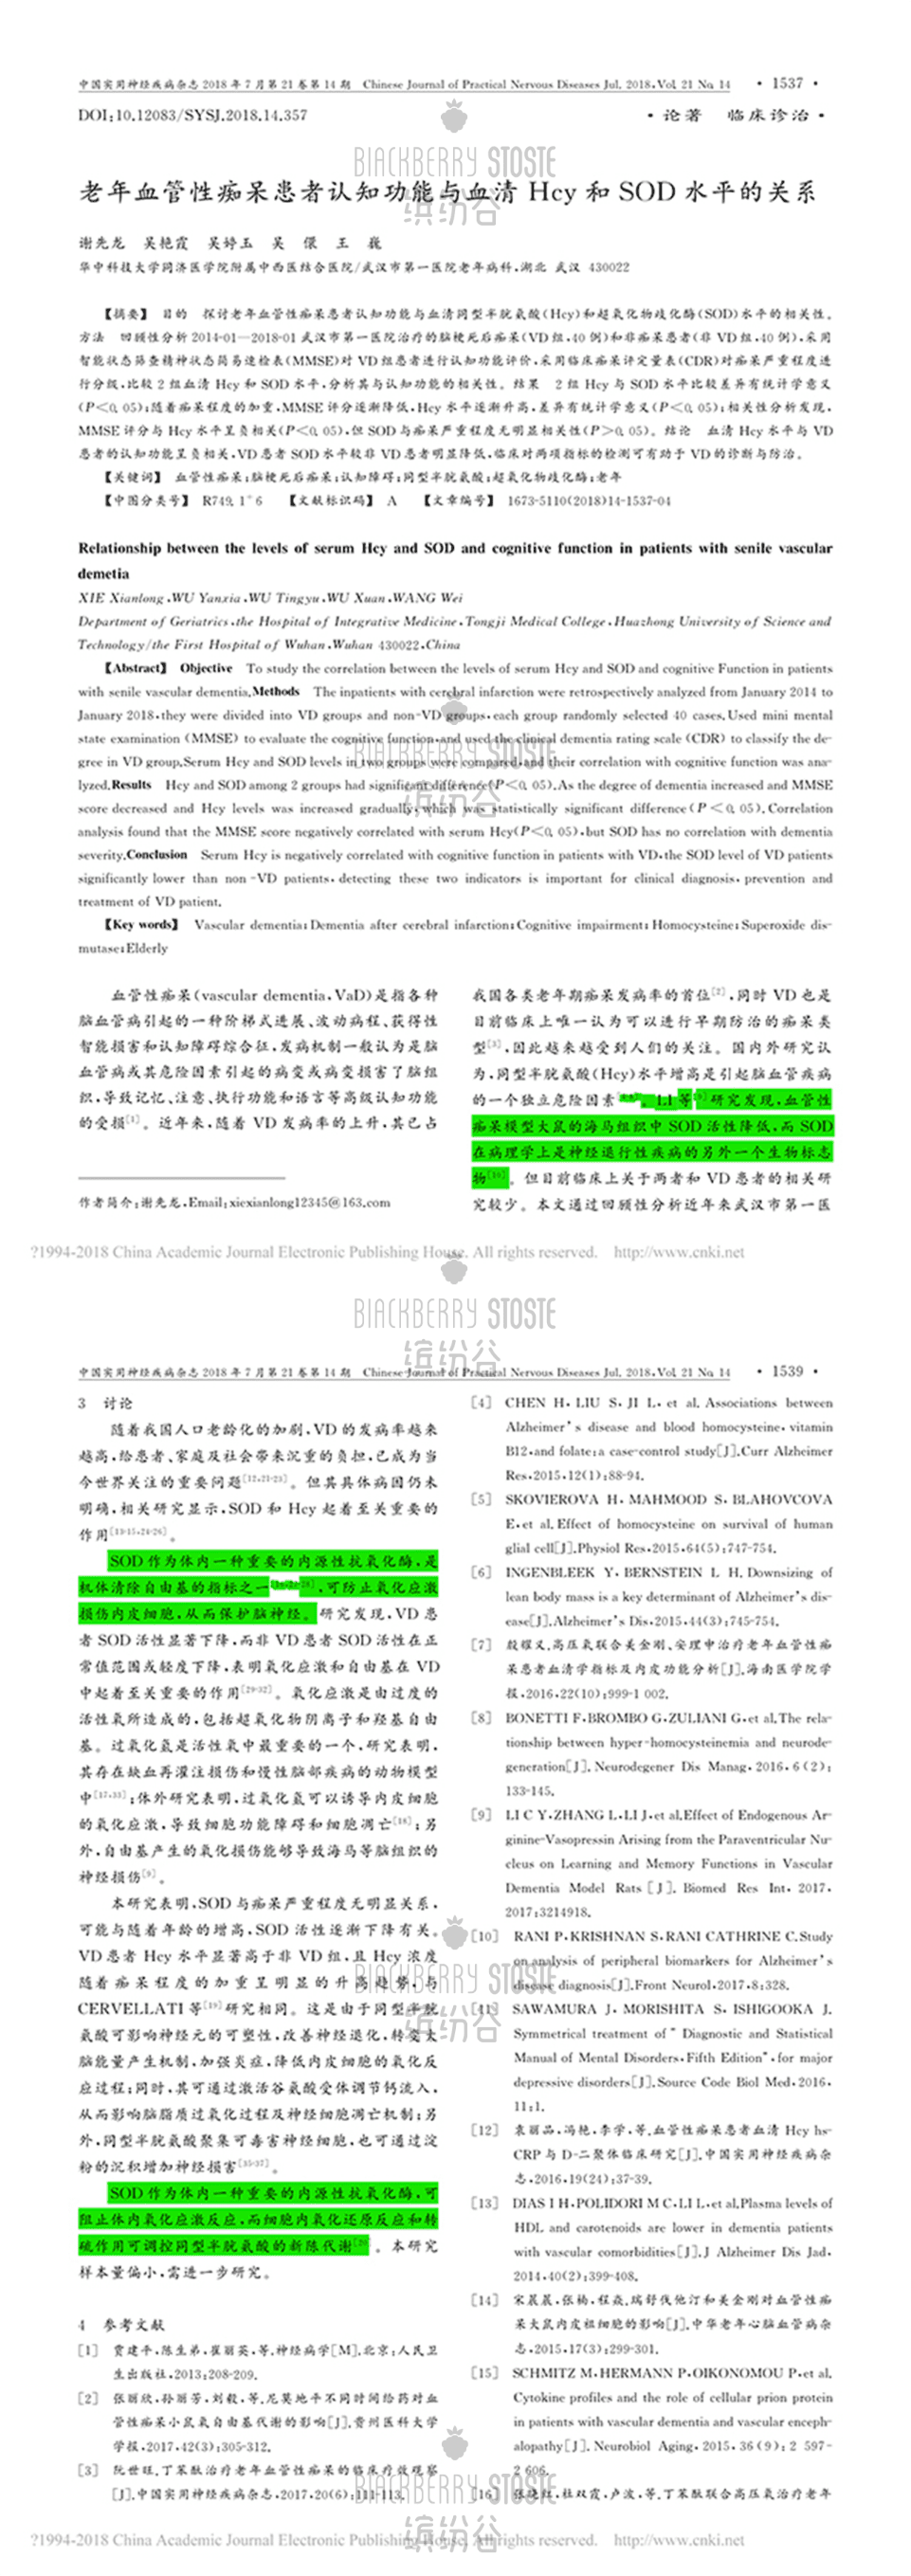 中国实用神经疾病杂志 2018 年 7 月第 21 卷第 14 期 Chinese Journal of Practical Nervous Diseases Jul. 2018,Vol. 21 No. 14 · 1537 ·
DOI:10.12083/SYSJ.2018.14.357 · 论著 临床诊治 ·
BlACKBERRY STOSTE
缤纷谷
老年血管性痴呆患者认知功能与血清 Hcy 和 SOD 水平的关系
谢先龙 吴艳霞 吴婷玉 吴 儇 王 巍
华中科技大学同济医学院附属中西医结合医院/武汉市第一医院老年病科,湖北 武汉 430022
【摘要】 目的 探讨老年血管性痴呆患者认知功能与血清同型半胱氨酸(Hcy)和超氧化物歧化酶(SOD)水平的相关性。
方法 回顾性分析 2014-01—2018-01 武汉市第一医院治疗的脑梗死后痴呆(VD 组,40 例)和非痴呆患者(非 VD 组,40 例),采用
智能状态筛查精神状态简易速检表(MMSE)对 VD 组患者进行认知功能评价,采用临床痴呆评定量表(CDR)对痴呆严重程度进
行分级,比较 2 组血清 Hcy 和 SOD 水平,分析其与认知功能的相关性。结果 2 组 Hcy 与 SOD 水平比较差异有统计学意义
(P<0.05);随着痴呆程度的加重,MMSE 评分逐渐降低,Hcy 水平逐渐升高,差异有统计学意义(P<0.05);相关性分析发现,
MMSE 评分与 Hcy 水平呈负相关(P<0.05),但 SOD 与痴呆严重程度无明显相关性(P>0.05)。结论 血清 Hcy 水平与 VD
患者的认知功能呈负相关,VD 患者 SOD 水平较非 VD 患者明显降低,临床对两项指标的检测可有助于 VD 的诊断与防治。
【关键词】 血管性痴呆;脑梗死后痴呆;认知障碍;同型半胱氨酸;超氧化物歧化酶;老年
【中图分类号】 R749.1+6 【文献标识码】 A 【文章编号】 1673-5110(2018)14-1537-04
Relationship between the levels of serum Hcy and SOD and cognitive function in patients with senile vascular
demetia
XIE Xianlong,WU Yanxia,WU Tingyu,WU Xuan,WANG Wei
Department of Geriatrics,the Hospital of Integrative Medicine,Tongji Medical College,Huazhong University of Science and
Technology/the First Hospital of Wuhan,Wuhan 430022,China
【Abstract】 Objective To study the correlation between the levels of serum Hcy and SOD and cognitive Function in patients
with senile vascular dementia.Methods The inpatients with cerebral infarction were retrospectively analyzed from January 2014 to
January 2018,they were divided into VD groups and non-VD groups,each group randomly selected 40 cases.Used mini mental
state examination (MMSE) to evaluate the cognitive function,and used the clinical dementia rating scale (CDR) to classify the de-
gree in VD group.Serum Hcy and SOD levels in two groups were compared,and their correlation with cognitive function was ana-
lyzed.Results Hcy and SOD among 2 groups had significant difference(P<0.05).As the degree of dementia increased and MMSE
score decreased and Hcy levels was increased gradually,which was statistically significant difference (P<0.05).Correlation
analysis found that the MMSE score negatively correlated with serum Hcy(P<0.05),but SOD has no correlation with dementia
severity.Conclusion Serum Hcy is negatively correlated with cognitive function in patients with VD,the SOD level of VD patients
significantly lower than non -VD patients, detecting these two indicators is important for clinical diagnosis, prevention and
treatment of VD patient.
【Key words】 Vascular dementia;Dementia after cerebral infarction;Cognitive impairment;Homocysteine;Superoxide dis-
mutase;Elderly
BlACKBERRY STOSTE
缤纷谷
血管性痴呆(vascular dementia,VaD)是指各种
脑血管病引起的一种阶梯式进展、波动病程、获得性
智能损害和认知障碍综合征,发病机制一般认为是脑
血管病或其危险因素引起的病变或病变损害了脑组
织,导致记忆、注意、执行功能和语言等高级认知功能
的受损[1]。近年来,随着 VD 发病率的上升,其已占
作者简介:谢先龙,Email:xiexianlong12345@163.com
我国各类老年期痴呆发病率的首位[2],同时 VD 也是
目前临床上唯一认为可以进行早期防治的痴呆类
型[3],因此越来越受到人们的关注。国内外研究认
为,同型半胱氨酸(Hcy)水平增高是引起脑血管疾病
的一个独立危险因素。LI 等[9]研究发现,血管性
痴呆模型大鼠的海马组织中 SOD 活性降低,而 SOD
在病理学上是神经退行性疾病的另外一个生物标志
物[10]。但目前临床上关于两者和 VD 患者的相关研
究较少。本文通过回顾性分析近年来武汉市第一医
?1994-2018 China Academic Journal Electronic Publishing House. All rights reserved. http://www.cnki.net
BlACKBERRY STOSTE
缤纷谷
中国实用神经疾病杂志 2018 年 7 月第 21 卷第 14 期 Chinese Journal of Practical Nervous Diseases Jul. 2018,Vol. 21 No. 14 · 1539 ·
3 讨论
随着我国人口老龄化的加剧,VD 的发病率越来
越高,给患者、家庭及社会带来沉重的负担,已成为当
今世界关注的重要问题[12,21-23]。但其具体病因仍未
明确,相关研究显示,SOD 和 Hcy 起着至关重要的
作用[13-15,24-26]。
SOD 作为体内一种重要的内源性抗氧化酶,是
机体清除自由基的指标之一,可防止氧化应激
损伤内皮细胞,从而保护脑神经。研究发现,VD 患
者 SOD 活性显著下降,而非 VD 患者 SOD 活性在正
常值范围或轻度下降,表明氧化应激和自由基在 VD
中起着至关重要的作用[29-32]。氧化应激是由过度的
活性氧所造成的,包括超氧化物阴离子和羟基自由
基。过氧化氢是活性氧中最重要的一个,研究表明,
其存在缺血再灌注损伤和慢性脑部疾病的动物模型
中[17,33];体外研究表明,过氧化氢可以诱导内皮细胞
的氧化应激,导致细胞功能障碍和细胞凋亡[18];另
外,自由基产生的氧化损伤能够导致海马等脑组织的
神经损伤[9]。
本研究表明,SOD 与痴呆严重程度无明显关系,
可能与随着年龄的增高,SOD 活性逐渐下降有关。
VD 患者 Hcy 水平显著高于非 VD 组,且 Hcy 浓度
随着痴呆程度的加重呈明显的升高趋势,与
CERVELLATI 等[19]研究相同。这是由于同型半胱
氨酸可影响神经元的可塑性,改善神经退化,转变大
脑能量产生机制,加强炎症,降低内皮细胞的氧化反
应过程;同时,其可通过激活谷氨酸受体调节钙流入,
从而影响脑脂质过氧化过程及神经细胞凋亡机制;另
外,同型半胱氨酸聚集可毒害神经细胞,也可通过淀
粉的沉积增加神经损害[35-37]。
SOD 作为体内一种重要的内源性抗氧化酶,可
阻止体内氧化应激反应,而细胞内氧化还原反应和转
硫作用可调控同型半胱氨酸的新陈代谢。本研究
样本量偏小,需进一步研究。
4 参考文献
[1] 贾建平,陈生弟,崔丽英,等.神经病学[M].北京:人民卫
生出版社,2013:208-209.
[2] 张丽欣,孙丽芳,刘毅,等.尼莫地平不同时间给药对血
管性痴呆小鼠氧自由基代谢的影响[J].贵州医科大学
学报,2017,42(3):305-312.
[3] 阮世旺.丁苯酞治疗老年血管性痴呆的临床疗效观察
[J].中国实用神经疾病杂志,2017,20(6):111-113.
[4] CHEN H, LIU S, JI L, et al. Associations between
Alzheimer's disease and blood homocysteine, vitamin
B12,and folate:a case-control study[J].Curr Alzheimer
Res,2015,12(1):88-94.
[5] SKOVIEROVA H, MAHMOOD S, BLAHOVCOVA
E,et al. Effect of homocysteine on survival of human
glial cell[J].Physiol Res,2015,64(5):747-754.
[6] INGENBLEEK Y, BERNSTEIN L H. Downsizing of
lean body mass is a key determinant of Alzheimer's dis-
ease[J].Alzheimer's Dis,2015,44(3):745-754.
[7] 殷耀义.高压氧联合美金刚、安理申治疗老年血管性痴
呆患者血清学指标及内皮功能分析[J].海南医学院学
报,2016,22(10):999-1 002.
[8] BONETTI F,BROMBO G,ZULIANI G,et al.The rela-
tionship between hyper-homocysteinemia and neurode-
generation[J]. Neurodegener Dis Manag, 2016, 6 (2):
133-145.
[9] LI C Y,ZHANG L,LI J,et al.Effect of Endogenous Ar-
ginine-Vasopressin Arising from the Paraventricular Nu-
cleus on Learning and Memory Functions in Vascular
Dementia Model Rats [J]. Biomed Res Int, 2017,
2017:3214918.
[10] RANI P,KRISHNAN S,RANI CATHRINE C.Study
on analysis of peripheral biomarkers for Alzheimer's
disease diagnosis[J].Front Neurol,2017,8:328.
[11] SAWAMURA J, MORISHITA S, ISHIGOOKA J.
Symmetrical treatment of " Diagnostic and Statistical
Manual of Mental Disorders,Fifth Edition", for major
depressive disorders[J].Source Code Biol Med,2016,
11:1.
[12] 袁丽品,冯艳,李学,等.血管性痴呆患者血清 Hcy hs-
CRP 与 D-二聚体临床研究[J].中国实用神经疾病杂
志,2016,19(24):37-39.
[13] DIAS I H,POLIDORI M C,LI L,et al.Plasma levels of
HDL and carotenoids are lower in dementia patients
with vascular comorbidities[J].J Alzheimer Dis Jad,
2014,40(2):399-408.
[14] 宋晨晨,张楠,程焱.瑞舒伐他汀和美金刚对血管性痴
呆大鼠内皮祖细胞的影响[J].中华老年心脑血管病杂
志,2015,17(3):299-301.
[15] SCHMITZ M,HERMANN P,OIKONOMOU P,et al.
Cytokine profiles and the role of cellular prion protein
in patients with vascular dementia and vascular enceph-
alopathy[J]. Neurobiol Aging, 2015, 36 (9): 2 597-
2 606.
[16] 张晓红,杜双霞,卢波,等.丁苯酞联合高压氧治疗老年
BlACKBERRY STOSTE
缤纷谷
BlACKBERRY STOSTE
缤纷谷
?1994-2018 China Academic Journal Electronic Publishing House. All rights reserved. http://www.cnki.net